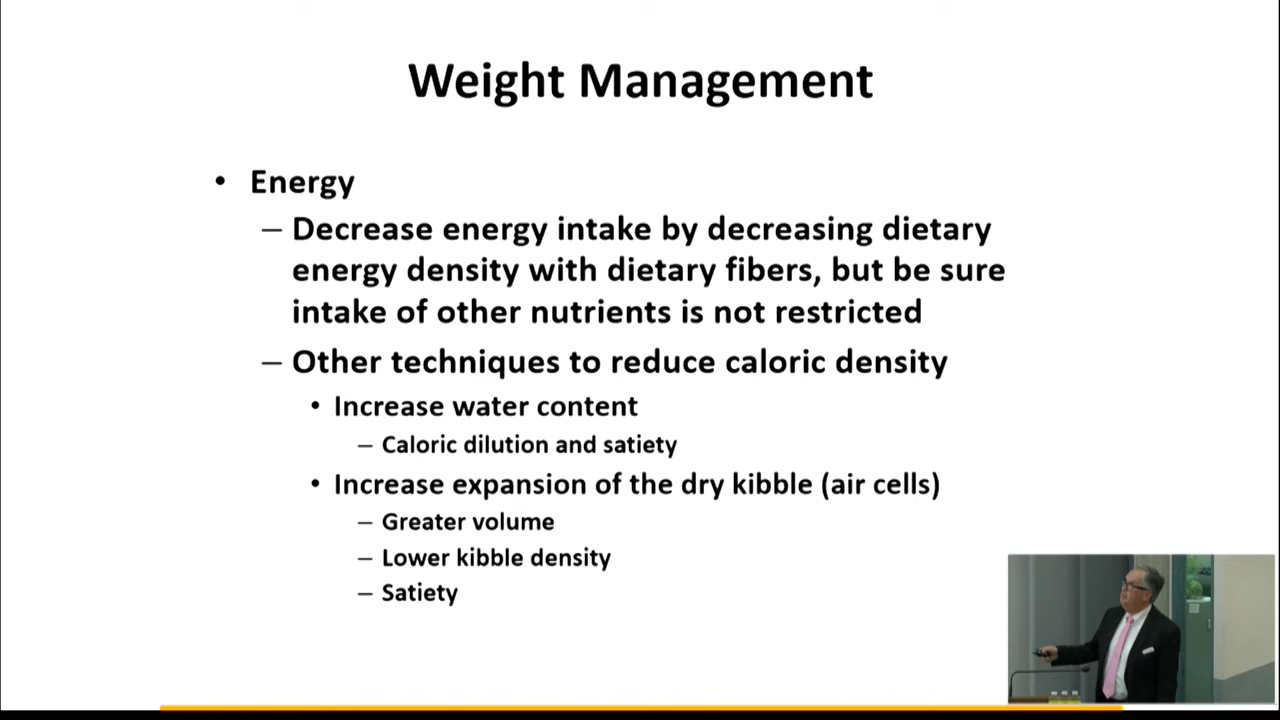 Weight Management
• Energy
– Decrease energy intake by decreasing dietary
energy density with dietary fibers, but be sure
intake of other nutrients is not restricted
– Other techniques to reduce caloric density
• Increase water content
– Caloric dilution and satiety
• Increase expansion of the dry kibble (air cells)
– Greater volume
– Lower kibble density
– Satiety